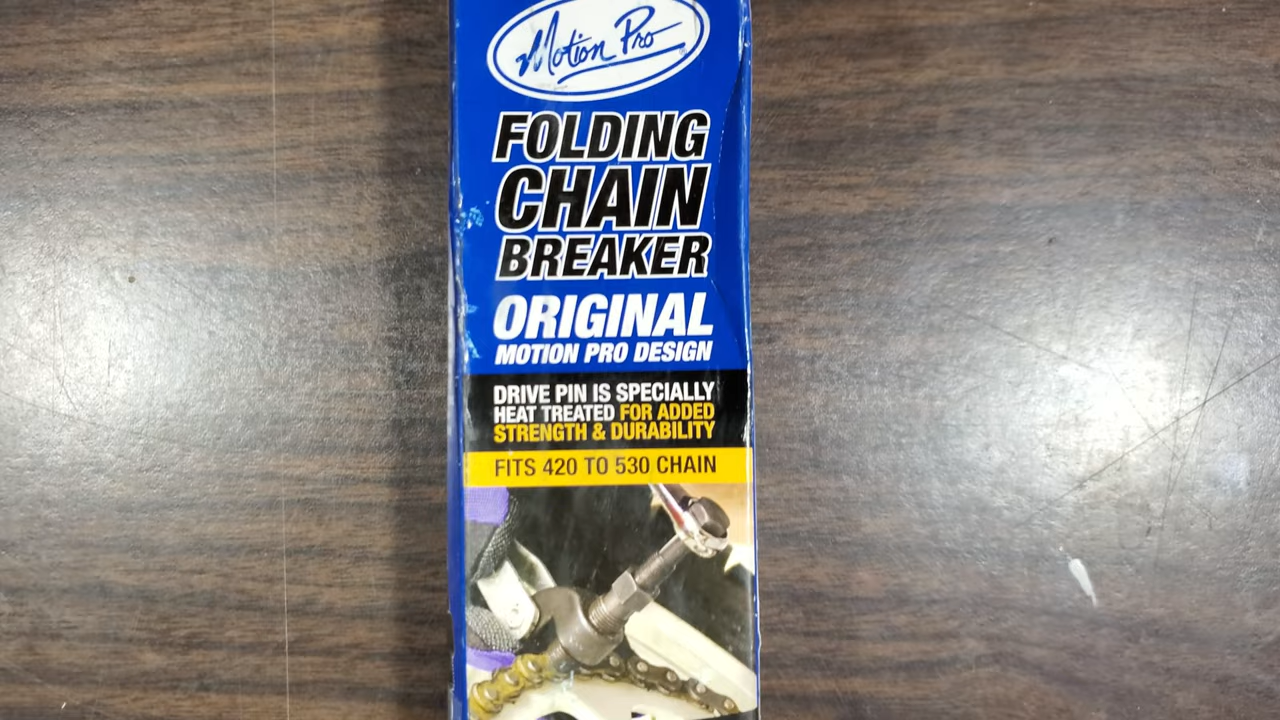 Motion Pro
FOLDING
CHAIN
BREAKER
ORIGINAL
MOTION PRO DESIGN
DRIVE PIN IS SPECIALLY
HEAT TREATED FOR ADDED
STRENGTH & DURABILITY
FITS 420 TO 530 CHAIN